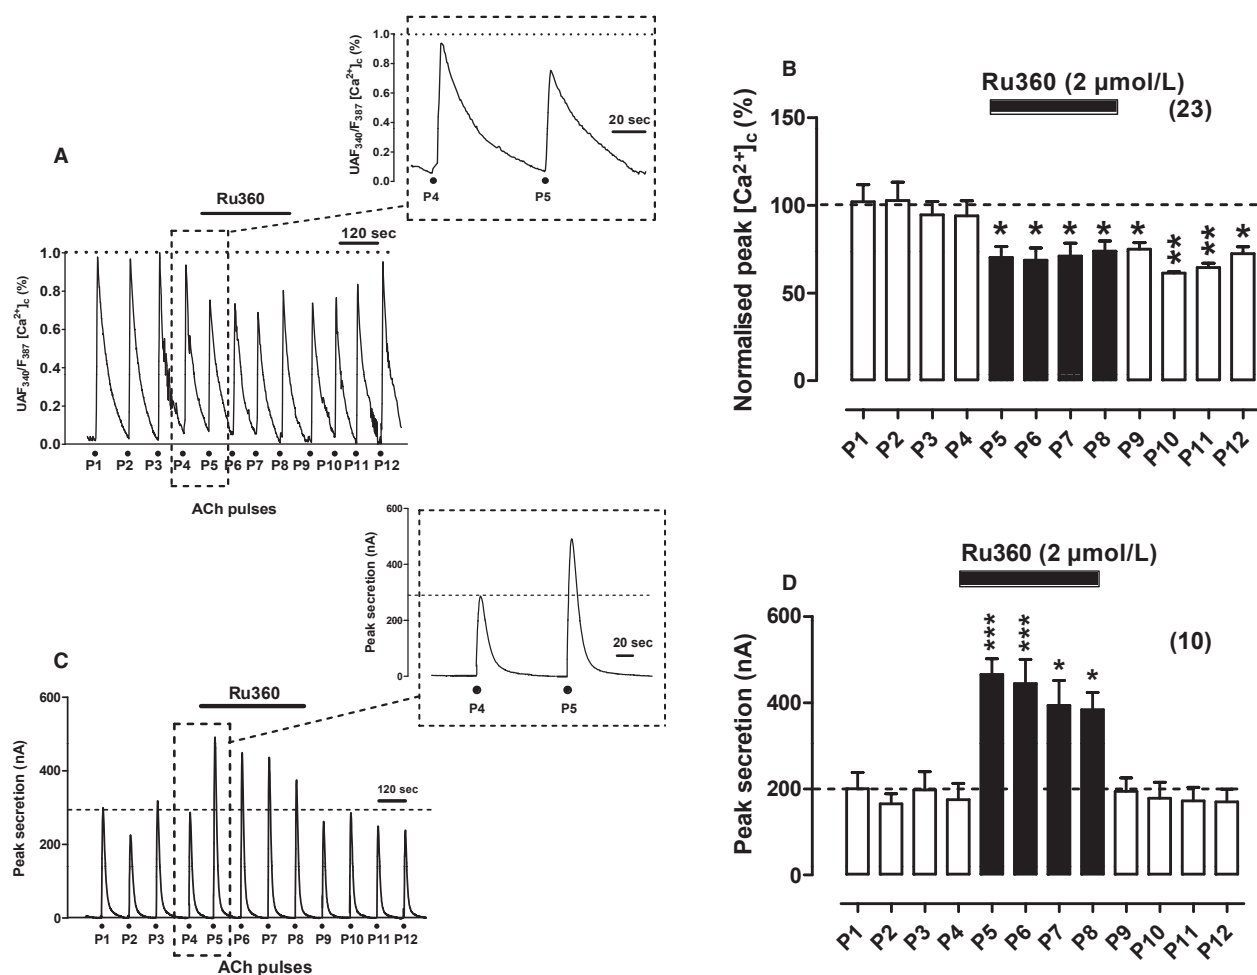 A
UAF340/F387 [Ca2+]c (%)
1.0
0.8
0.6
0.4
0.2
0.0
P4
P5
20 sec
Ru360
120 sec
UAF340/F387 [Ca2+]c (%)
1.0
0.8
0.6
0.4
0.2
0.0
P1 P2 P3 P4 P5 P6 P7 P8 P9 P10 P11 P12
ACh pulses
B
Ru360 (2 µmol/L)
(23)
Normalised peak [Ca2+]c (%)
150
100
50
0
* * * * * ** ** *
P1 P2 P3 P4 P5 P6 P7 P8 P9 P10 P11 P12
C
Peak secretion (nA)
600
400
200
0
P4
P5
20 sec
Ru360
120 sec
Peak secretion (nA)
600
400
200
0
P1 P2 P3 P4 P5 P6 P7 P8 P9 P10 P11 P12
ACh pulses
D
Ru360 (2 µmol/L)
(10)
Peak secretion (nA)
600
400
200
0
*** *** * *
P1 P2 P3 P4 P5 P6 P7 P8 P9 P10 P11 P12